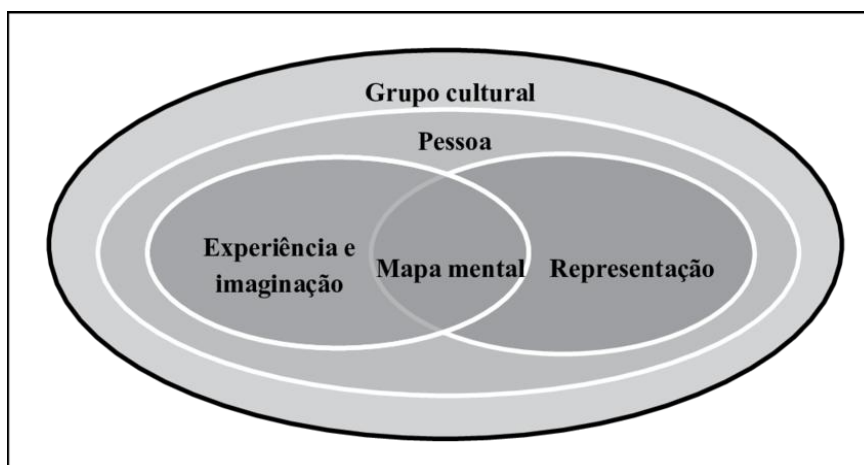 Grupo cultural
Pessoa
Experiência e
imaginação
Mapa mental
Representação